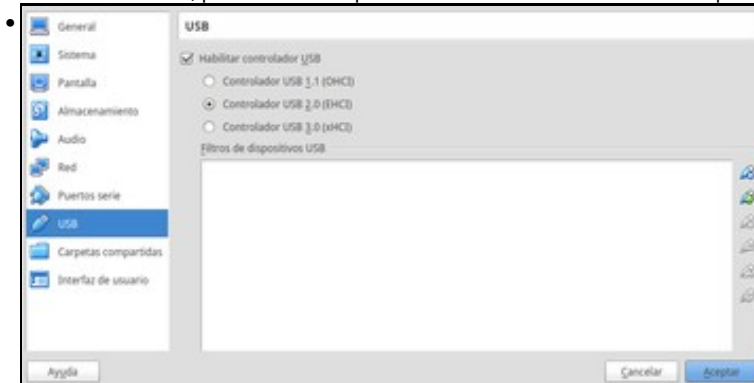 General
Sistema
Pantalla
Almacenamiento
Audio
Red
Puertos serie
USB
Carpetas compartidas
Interfaz de usuario
USB
Habilitar controlador USB
Controlador USB 1.1 (OHCI)
Controlador USB 2.0 (EHCI)
Controlador USB 3.0 (xHCI)
Filtros de dispositivos USB
Ayuda
Cancelar
Aceptar